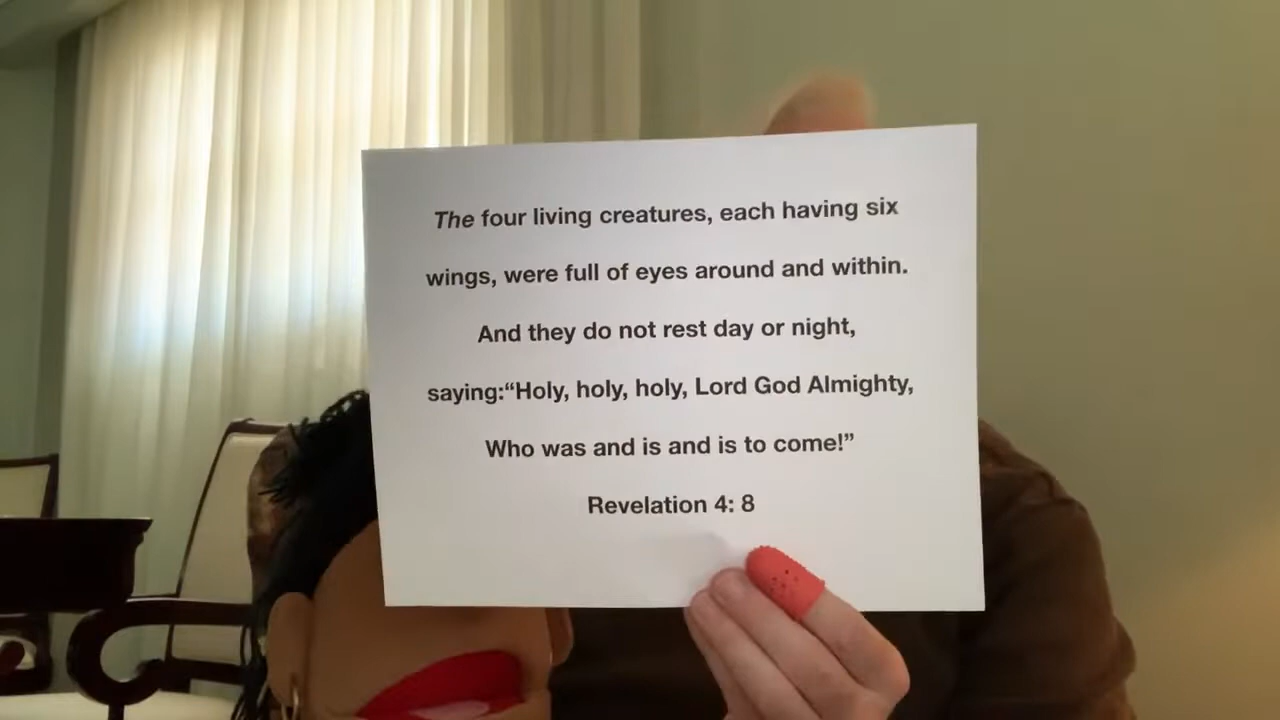 The four living creatures, each having six
wings, were full of eyes around and within.
And they do not rest day or night,
saying:“Holy, holy, holy, Lord God Almighty,
Who was and is and is to come!”
Revelation 4: 8